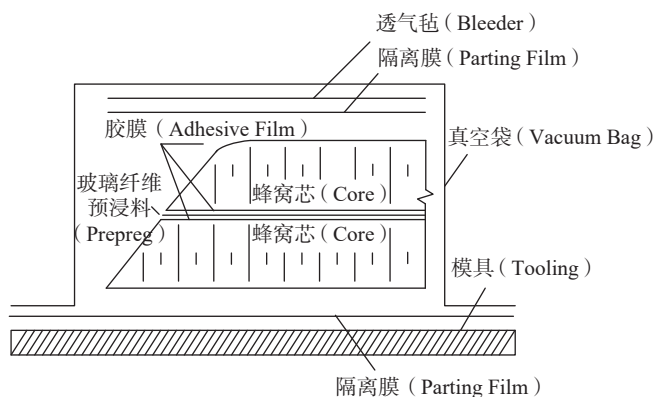 透气毡（Bleeder）
隔离膜（Parting Film）
胶膜（Adhesive Film）
真空袋（Vacuum Bag）
玻璃纤维
预浸料
（Prepreg）
蜂窝芯（Core）
蜂窝芯（Core）
模具（Tooling）
隔离膜（Parting Film）